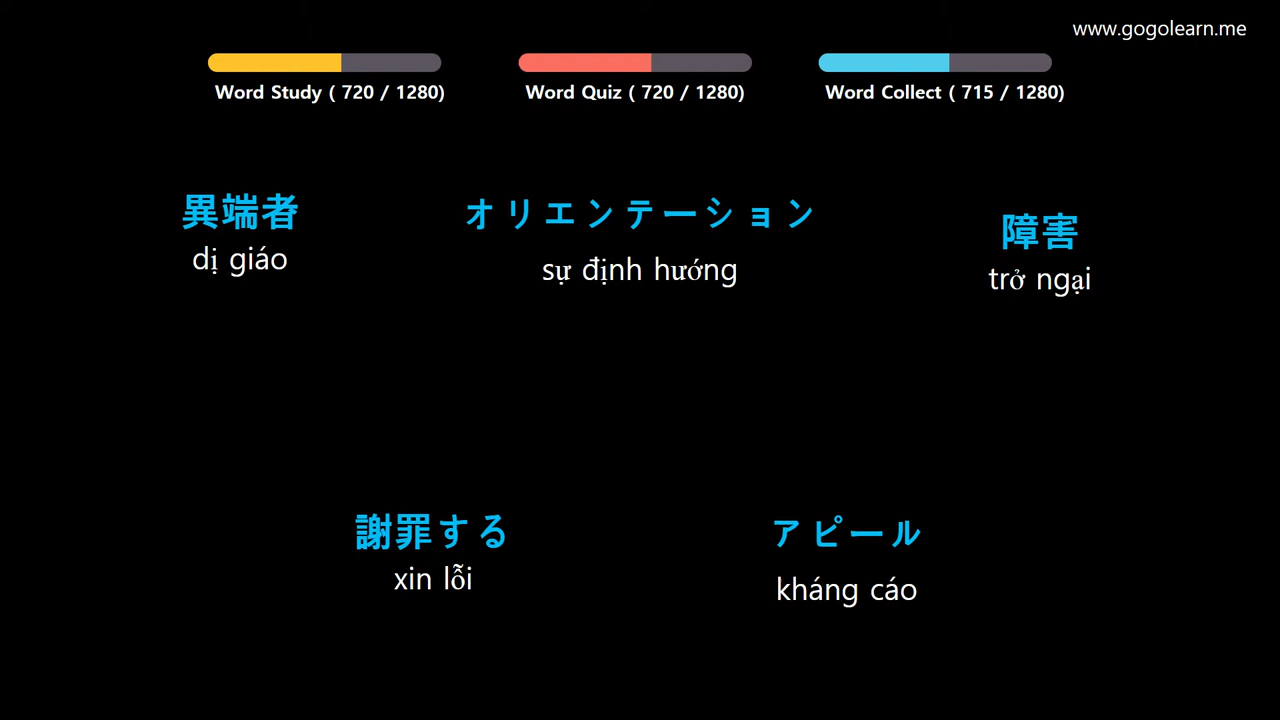 www.gogolearn.me
Word Study ( 720 / 1280)
Word Quiz ( 720 / 1280)
Word Collect ( 715 / 1280)
異端者
dị giáo
オリエンテーション
sự định hướng
障害
trở ngại
謝罪する
xin lỗi
アピール
kháng cáo